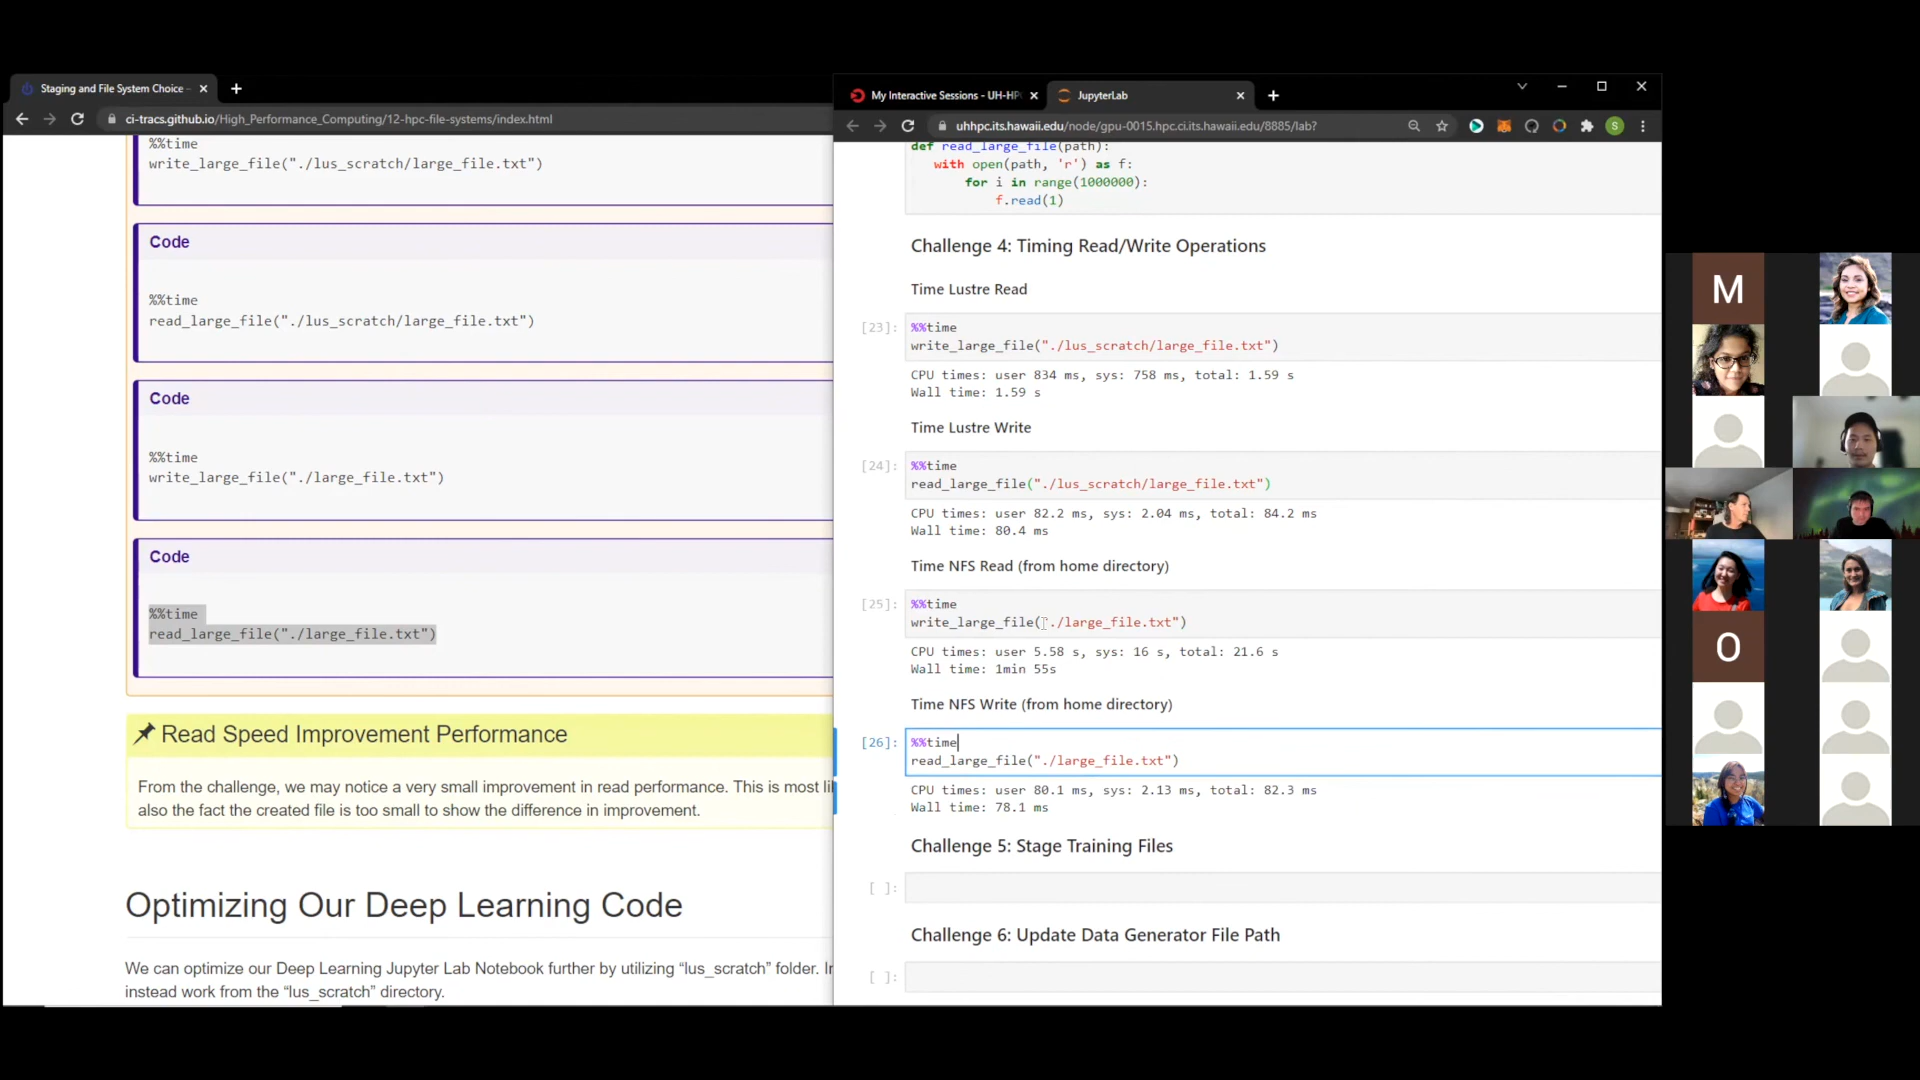 Staging and File System Choice -
ci-tracs.github.io/High_Performance_Computing/12-hpc-file-systems/index.html
%%time
write_large_file("./lus_scratch/large_file.txt")
Code
%%time
read_large_file("./lus_scratch/large_file.txt")
Code
%%time
write_large_file("./large_file.txt")
Code
%%time
read_large_file("./large_file.txt")
Read Speed Improvement Performance
From the challenge, we may notice a very small improvement in read performance. This is most
also the fact the created file is too small to show the difference in improvement.
Optimizing Our Deep Learning Code
We can optimize our Deep Learning Jupyter Lab Notebook further by utilizing “lus_scratch” folder.
instead work from the “lus_scratch” directory.
My Interactive Sessions - UH-HP
JupyterLab
uhhpc.its.hawaii.edu/node/gpu-0015.hpc.ci.its.hawaii.edu/8885/lab?
S
def read_large_file(path):
with open(path, 'r') as f:
for i in range(1000000):
f.read(1)
Challenge 4: Timing Read/Write Operations
Time Lustre Read
[23]: %%time
write_large_file("./lus_scratch/large_file.txt")
CPU times: user 834 ms, sys: 758 ms, total: 1.59 s
Wall time: 1.59 s
Time Lustre Write
[24]: %%time
read_large_file("./lus_scratch/large_file.txt")
CPU times: user 82.2 ms, sys: 2.04 ms, total: 84.2 ms
Wall time: 80.4 ms
Time NFS Read (from home directory)
[25]: %%time
write_large_file("./large_file.txt")
CPU times: user 5.58 s, sys: 16 s, total: 21.6 s
Wall time: 1min 55s
Time NFS Write (from home directory)
[26]: %%time
read_large_file("./large_file.txt")
CPU times: user 80.1 ms, sys: 2.13 ms, total: 82.3 ms
Wall time: 78.1 ms
Challenge 5: Stage Training Files
[ ]:
Challenge 6: Update Data Generator File Path
[ ]:
M
O